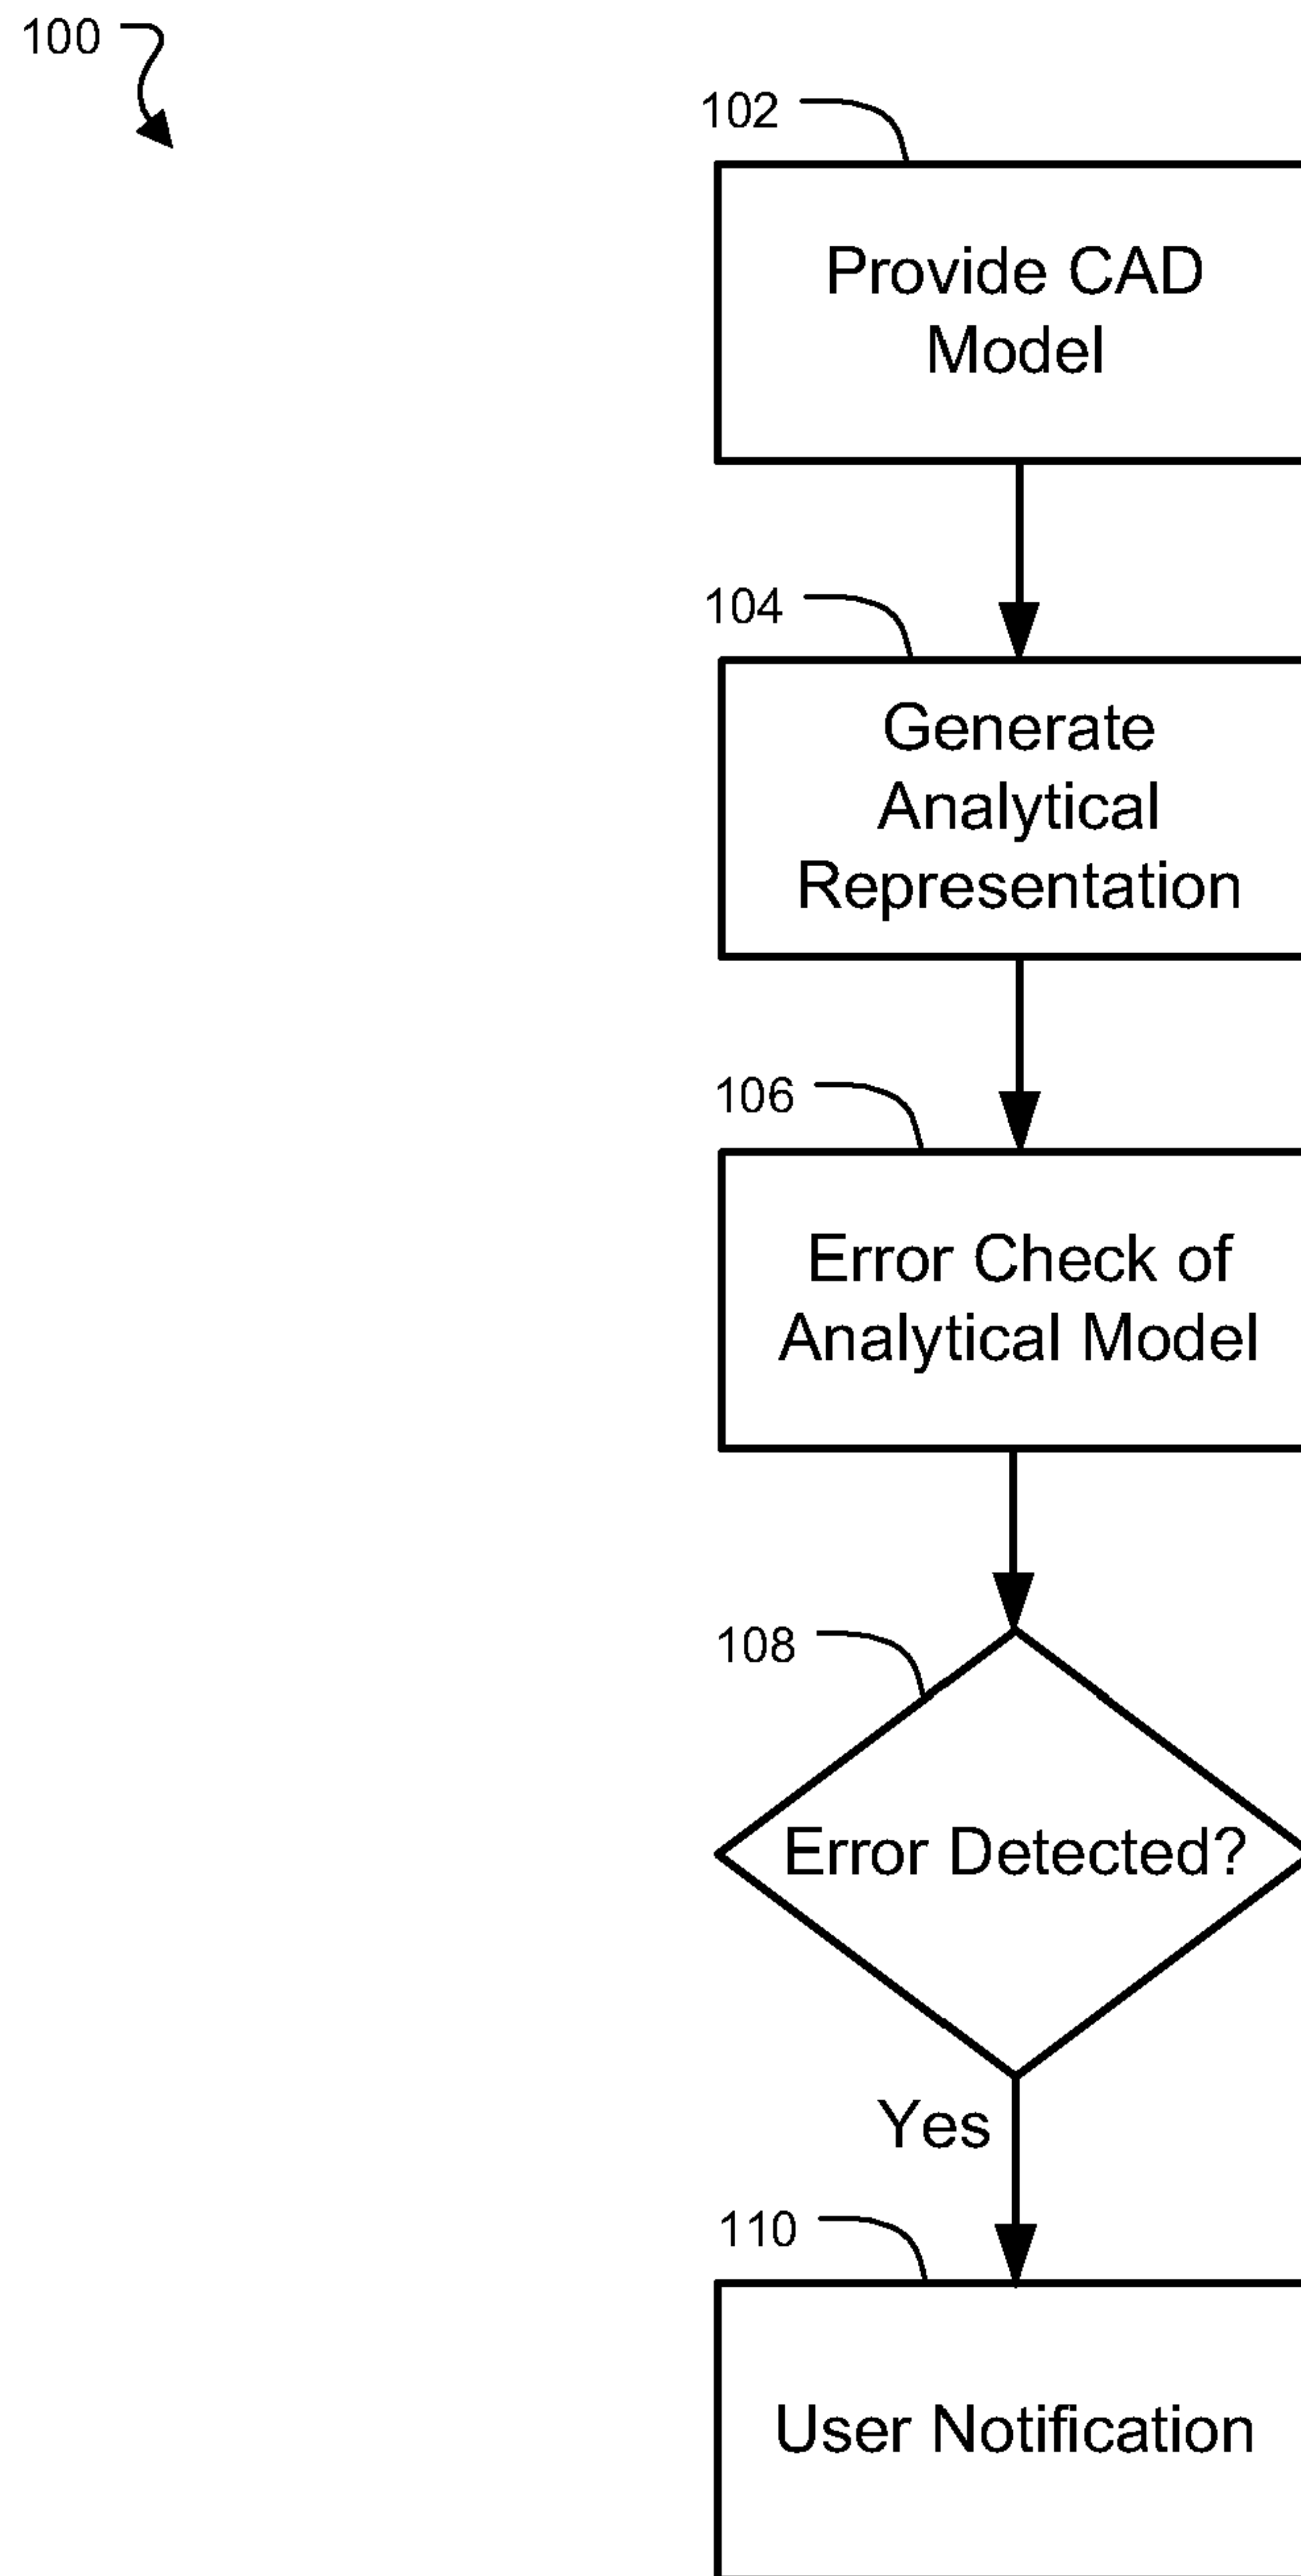 100
102
Provide CAD
Model
104
Generate
Analytical
Representation
106
Error Check of
Analytical Model
108
Error Detected?
Yes
110
User Notification